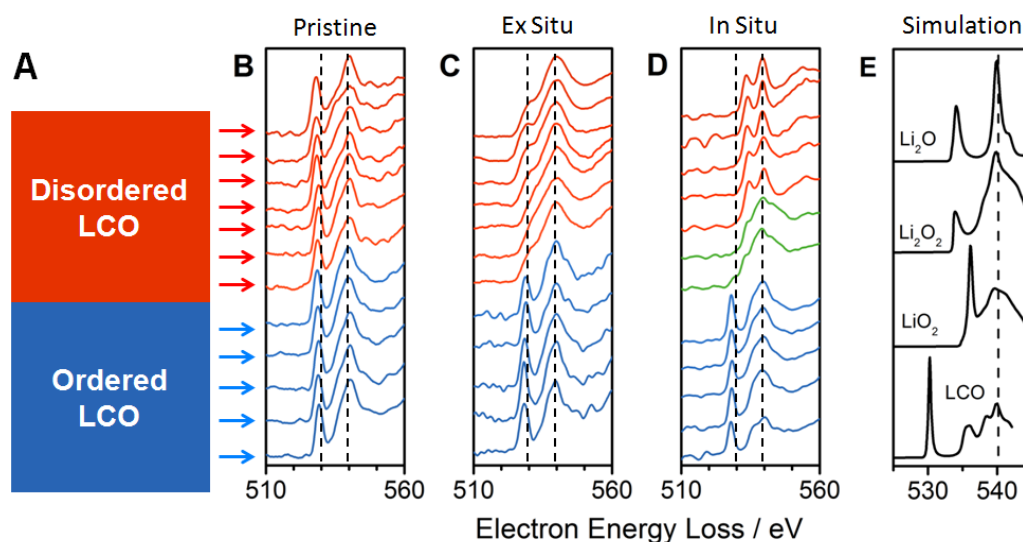 Pristine
Ex Situ
In Situ
Simulation
A
B
C
D
E
Disordered
LCO
Ordered
LCO
Li₂O
Li₂O₂
LiO₂
LCO
510 560
510 560
510 560
530 540
Electron Energy Loss / eV